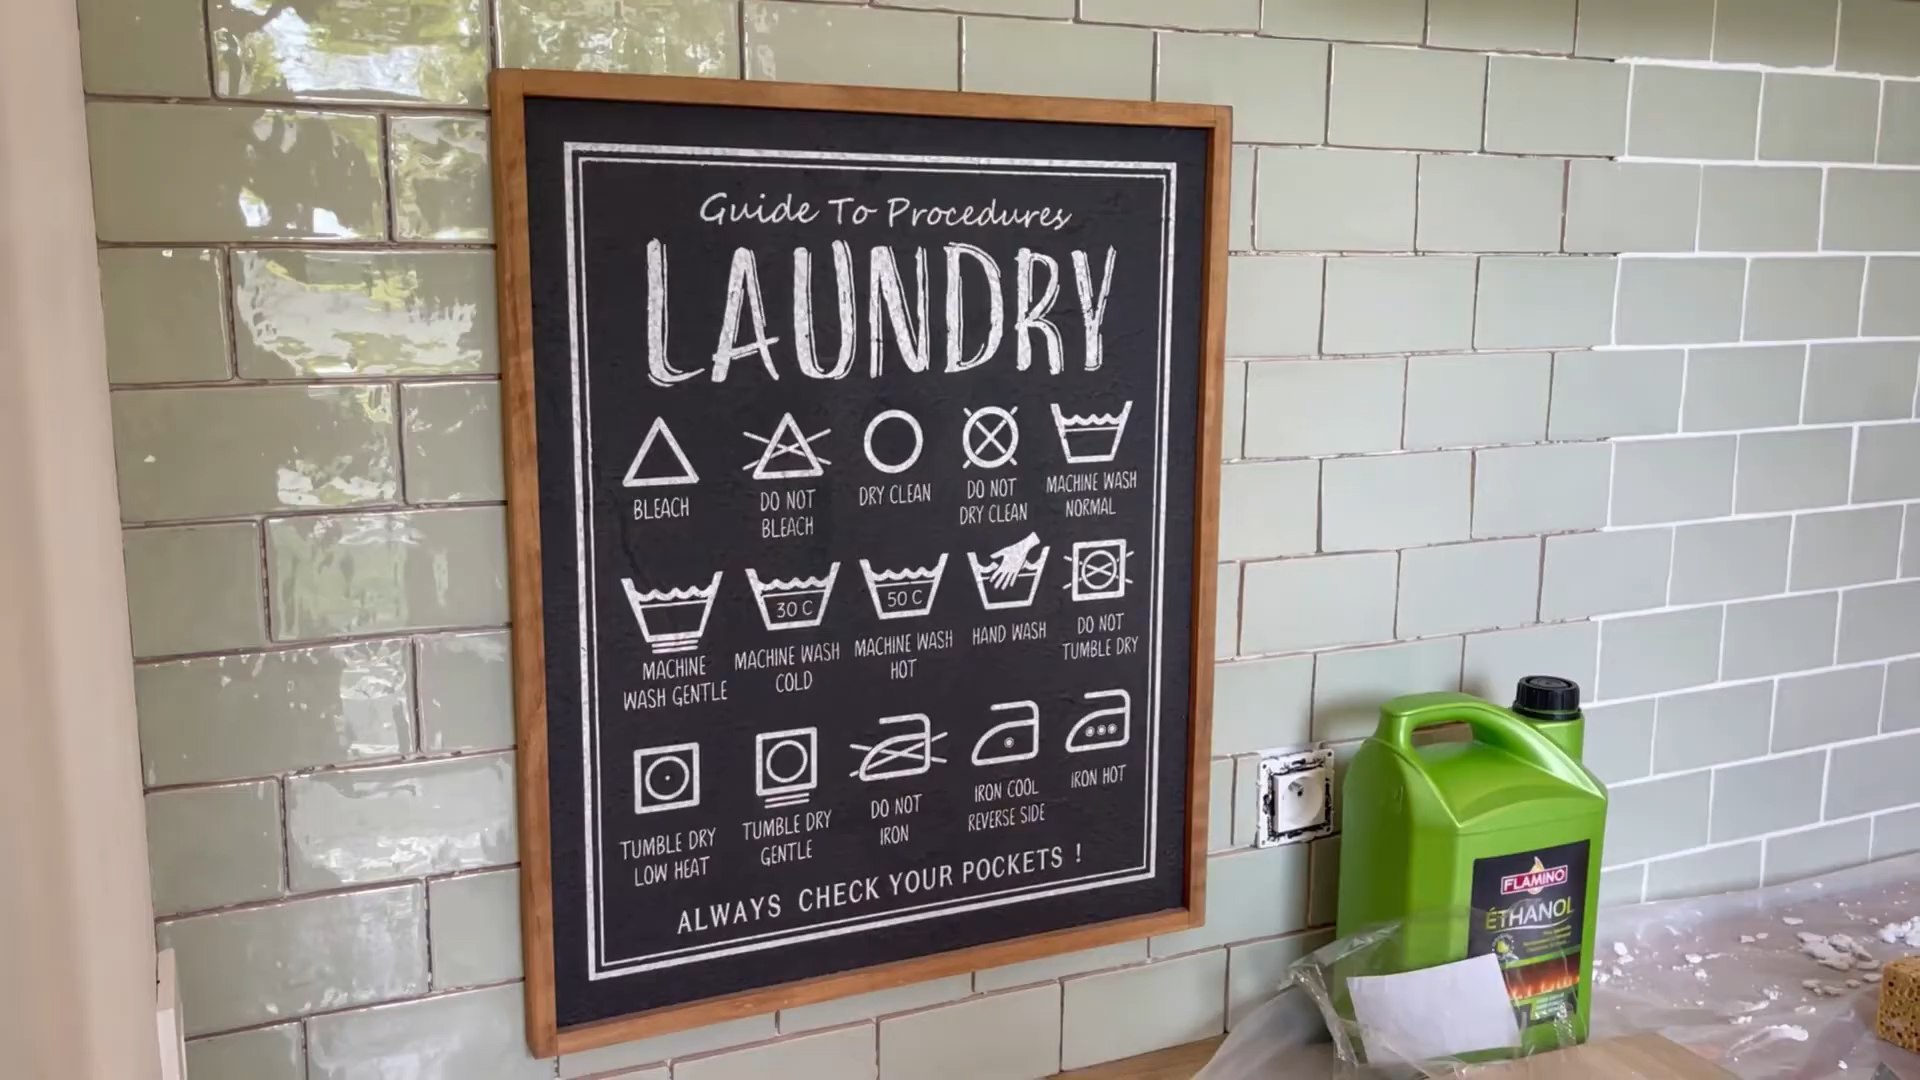 Guide To Procedures
LAUNDRY
BLEACH
DO NOT
BLEACH
DRY CLEAN
DO NOT
DRY CLEAN
MACHINE WASH
NORMAL
30 C
50 C
MACHINE
WASH GENTLE
MACHINE WASH
COLD
MACHINE WASH
HOT
HAND WASH
DO NOT
TUMBLE DRY
TUMBLE DRY
LOW HEAT
TUMBLE DRY
GENTLE
DO NOT
IRON
IRON COOL
REVERSE SIDE
IRON HOT
ALWAYS CHECK YOUR POCKETS !
FLAMINO
ÉTHANOL